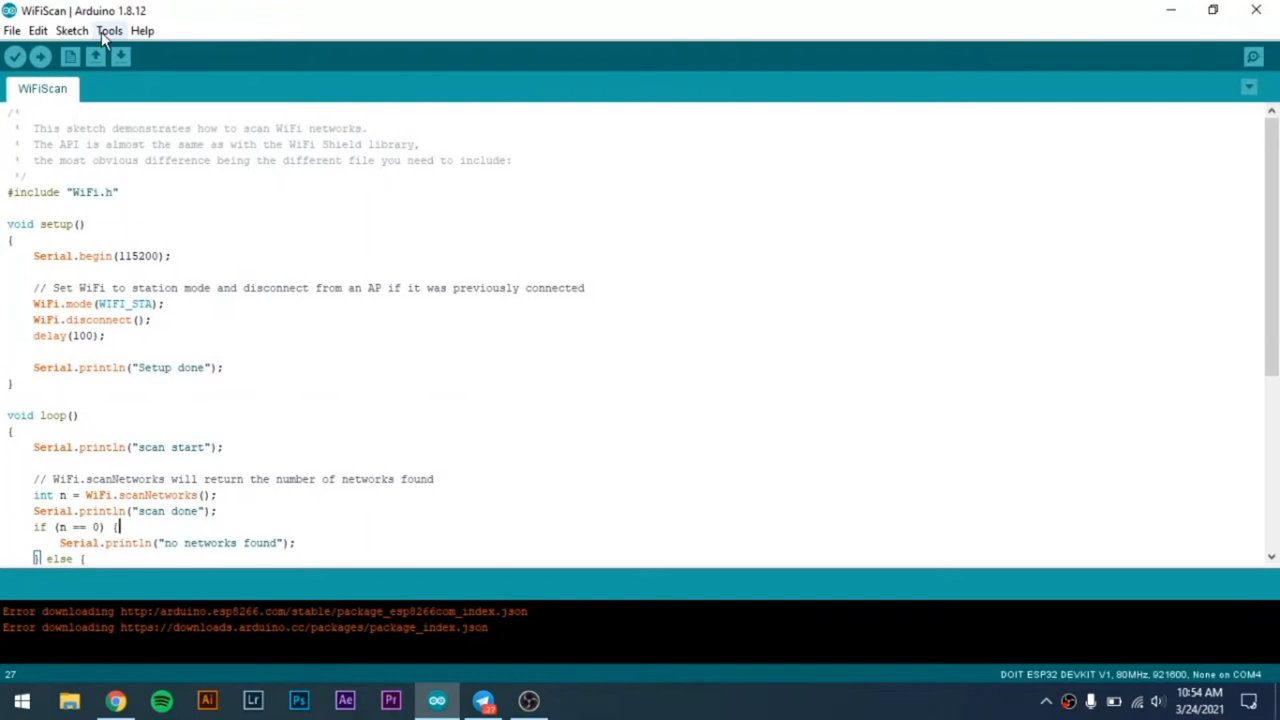 WiFiScan | Arduino 1.8.12
File Edit Sketch Tools Help
WiFiScan
/*
* This sketch demonstrates how to scan WiFi networks.
* The API is almost the same as with the WiFi Shield library,
* the most obvious difference being the different file you need to include:
*/
#include "WiFi.h"
void setup()
{
Serial.begin(115200);
// Set WiFi to station mode and disconnect from an AP if it was previously connected
WiFi.mode(WIFI_STA);
WiFi.disconnect();
delay(100);
Serial.println("Setup done");
}
void loop()
{
Serial.println("scan start");
// WiFi.scanNetworks will return the number of networks found
int n = WiFi.scanNetworks();
Serial.println("scan done");
if (n == 0) {
Serial.println("no networks found");
} else {
Error downloading http:/arduino.esp8266.com/stable/package_esp8266com_index.json
Error downloading https://downloads.arduino.cc/packages/package_index.json
27
DOIT ESP32 DEVKIT V1, 80MHz, 921600, None on COM4
Ai Lr Ps Ae Pr 27
10:54 AM
3/24/2021